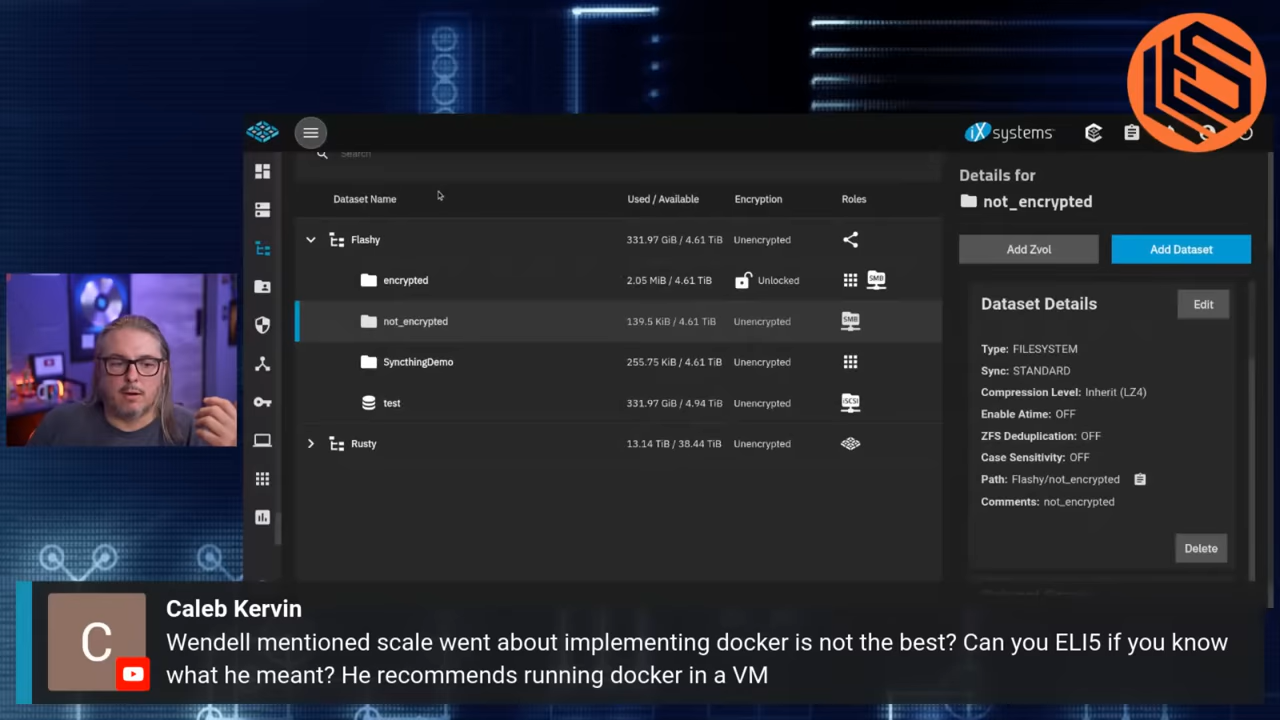 iXsystems
Search
Details for
not_encrypted
Dataset Name Used / Available Encryption Roles
Add Zvol Add Dataset
Flashy 331.97 GiB / 4.61 TiB Unencrypted
encrypted 2.05 MiB / 4.61 TiB Unlocked SMB
Dataset Details Edit
not_encrypted 139.5 KiB / 4.61 TiB Unencrypted SMB
Type: FILESYSTEM
SyncthingDemo 255.75 KiB / 4.61 TiB Unencrypted
Sync: STANDARD
Compression Level: Inherit (LZ4)
test 331.97 GiB / 4.94 TiB Unencrypted iSCSI
Enable Atime: OFF
ZFS Deduplication: OFF
Rusty 13.14 TiB / 38.44 TiB Unencrypted
Case Sensitivity: OFF
Path: Flashy/not_encrypted
Comments: not_encrypted
Delete
C
Caleb Kervin
Wendell mentioned scale went about implementing docker is not the best? Can you ELI5 if you know
what he meant? He recommends running docker in a VM